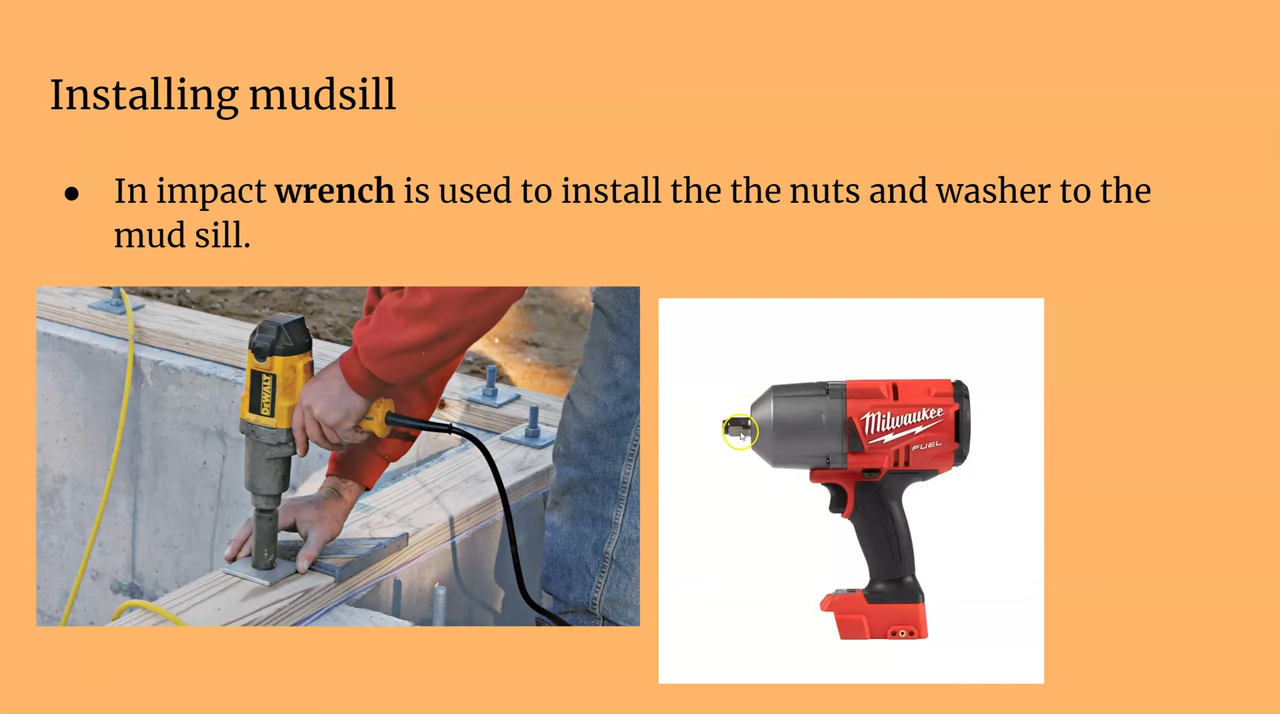 Installing mudsill
● In impact wrench is used to install the the nuts and washer to the
mud sill.
DEWALT
Milwaukee
FUEL